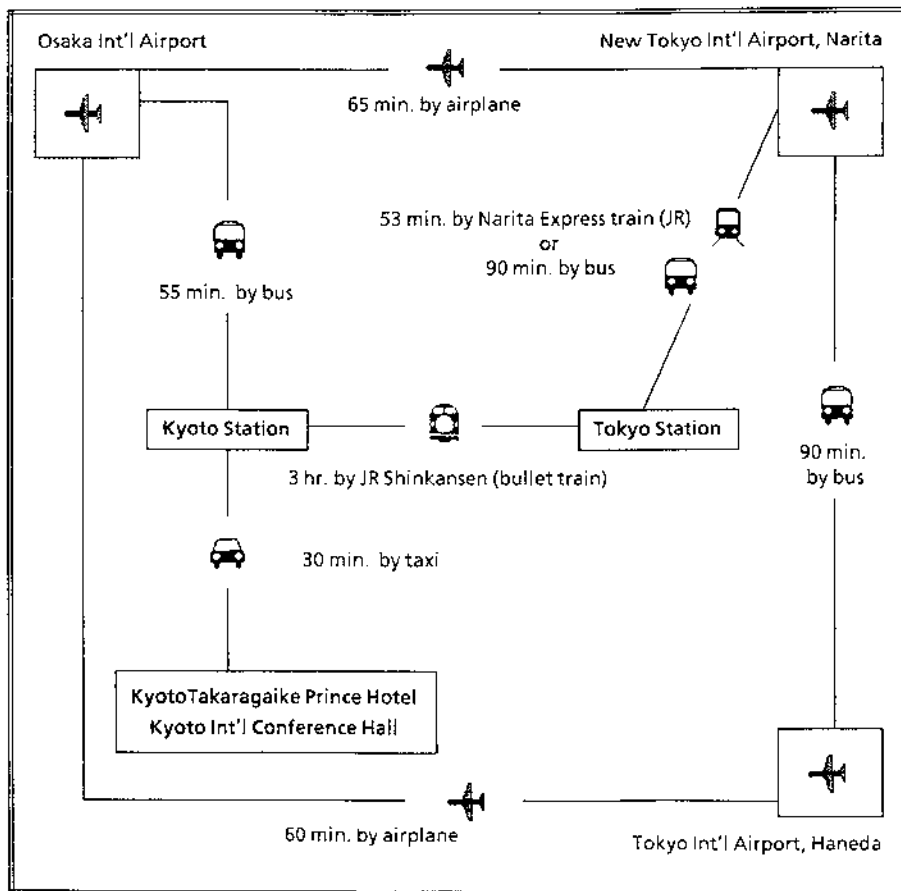 Osaka Int'l Airport
New Tokyo Int'l Airport, Narita
65 min. by airplane
53 min. by Narita Express train (JR)
or
90 min. by bus
55 min. by bus
Kyoto Station
Tokyo Station
90 min.
by bus
3 hr. by JR Shinkansen (bullet train)
30 min. by taxi
KyotoTakaragaike Prince Hotel
Kyoto Int'l Conference Hall
60 min. by airplane
Tokyo Int'l Airport, Haneda